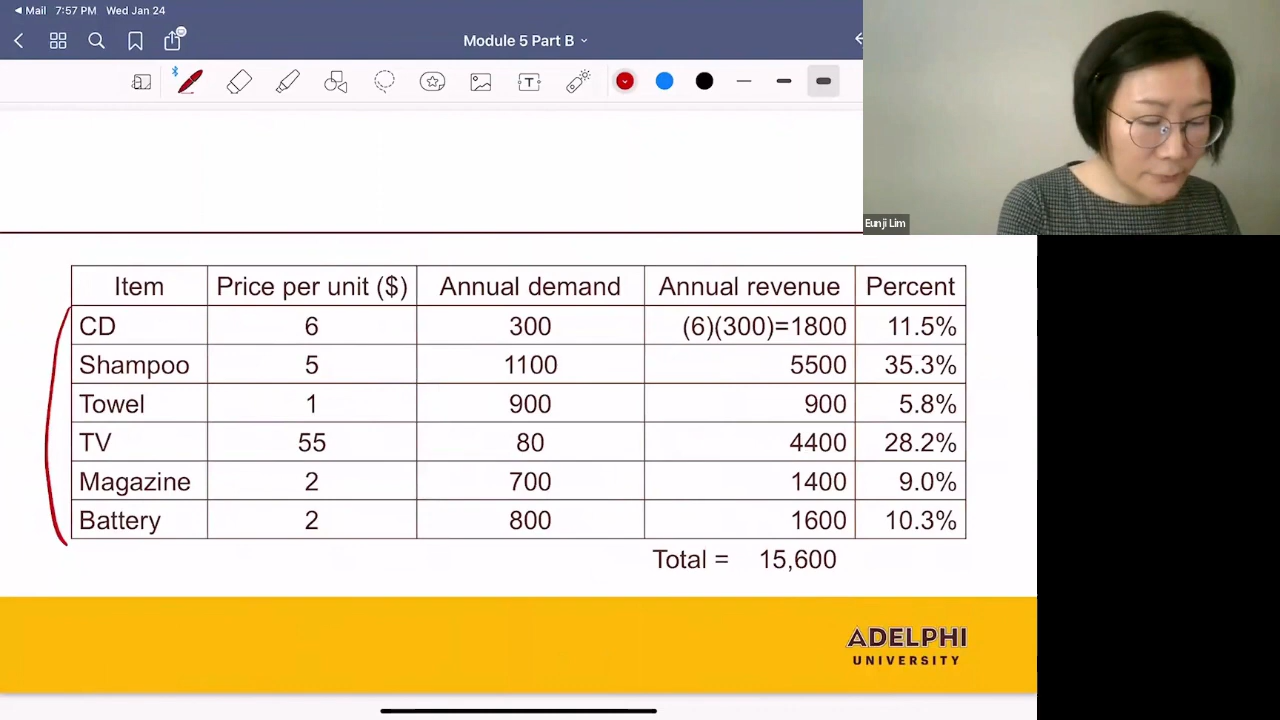 Mail 7:57 PM Wed Jan 24
Module 5 Part B
T
Eunji Lim
Item Price per unit ($) Annual demand Annual revenue Percent
CD 6 300 (6)(300)=1800 11.5%
Shampoo 5 1100 5500 35.3%
Towel 1 900 900 5.8%
TV 55 80 4400 28.2%
Magazine 2 700 1400 9.0%
Battery 2 800 1600 10.3%
Total = 15,600
ADELPHI
UNIVERSITY